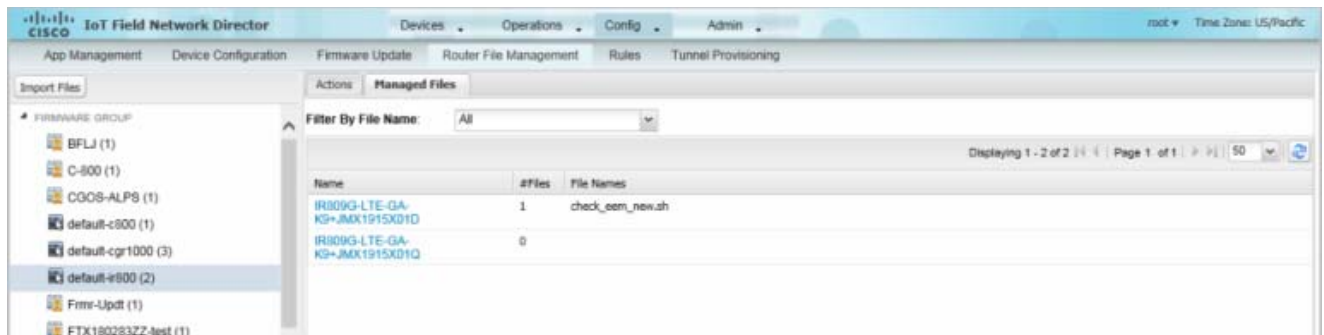 CISCO IoT Field Network Director
Devices Operations Config Admin
root Time Zone: US/Pacific
App Management Device Configuration Firmware Update Router File Management Rules Tunnel Provisioning
Import Files
FIRMWARE GROUP
BFLJ (1)
C-800 (1)
CGOS-ALPS (1)
default-c800 (1)
default-cgr1000 (3)
default-ir800 (2)
Frmr-Updt (1)
FTX180283ZZ-test (1)
Actions Managed Files
Filter By File Name: All
Displaying 1 - 2 of 2 Page 1 of 1 50
Name #Files File Names
IR809G-LTE-GA-
K9+JMX1915X01D
1 check_eem_new.sh
IR809G-LTE-GA-
K9+JMX1915X01Q
0